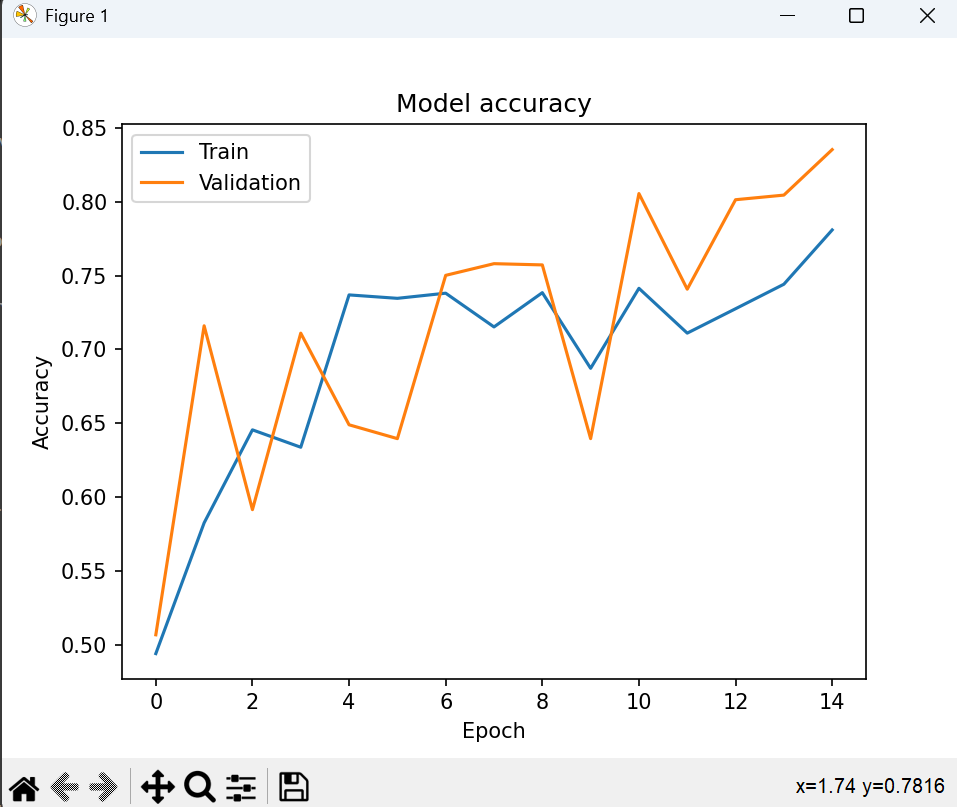 Figure 1
Model accuracy
Train
Validation
0.85
0.80
0.75
0.70
0.65
0.60
0.55
0.50
Accuracy
0 2 4 6 8 10 12 14
Epoch
x=1.74 y=0.7816